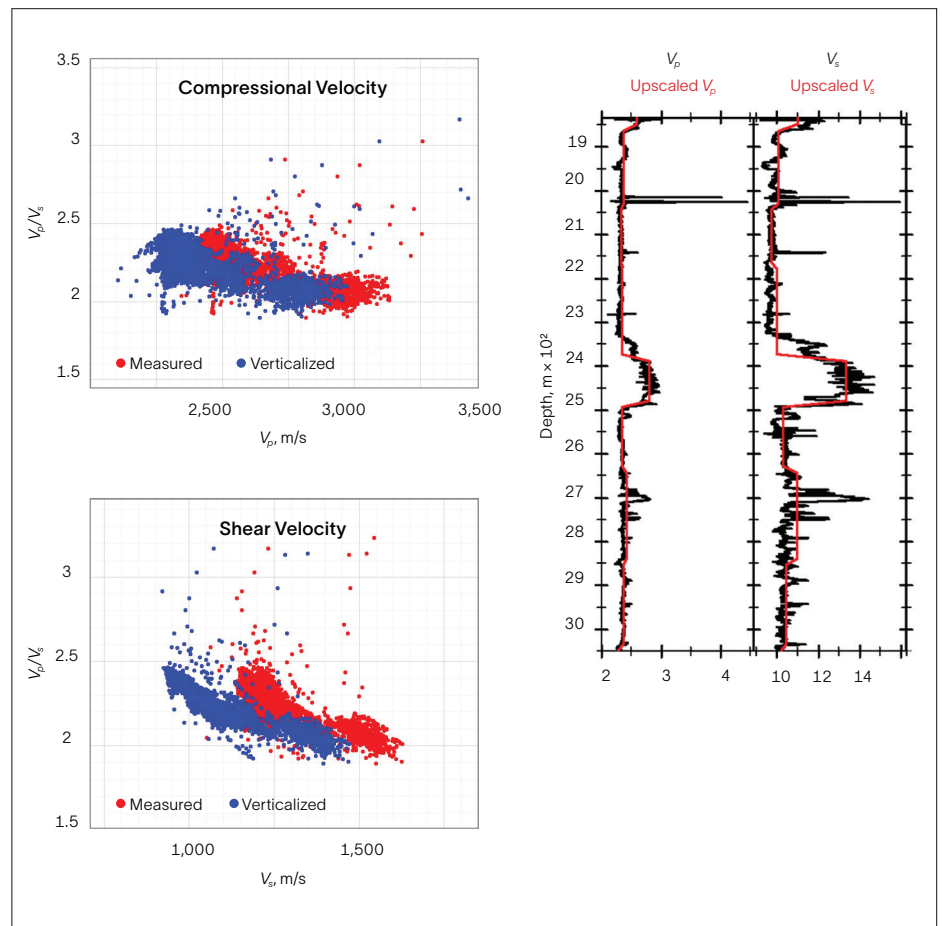 3.5
Compressional Velocity
3
Vp/Vs
2.5
2
Measured
Verticalized
1.5
2,500
3,000
3,500
Vp, m/s
Shear Velocity
3
Vp/Vs
2.5
2
Measured
Verticalized
1.5
1,000
1,500
Vs, m/s
Vp
Vs
Upscaled Vp
Upscaled Vs
Depth, m × 10²
19
20
21
22
23
24
25
26
27
28
29
30
2
3
4
10
12
14